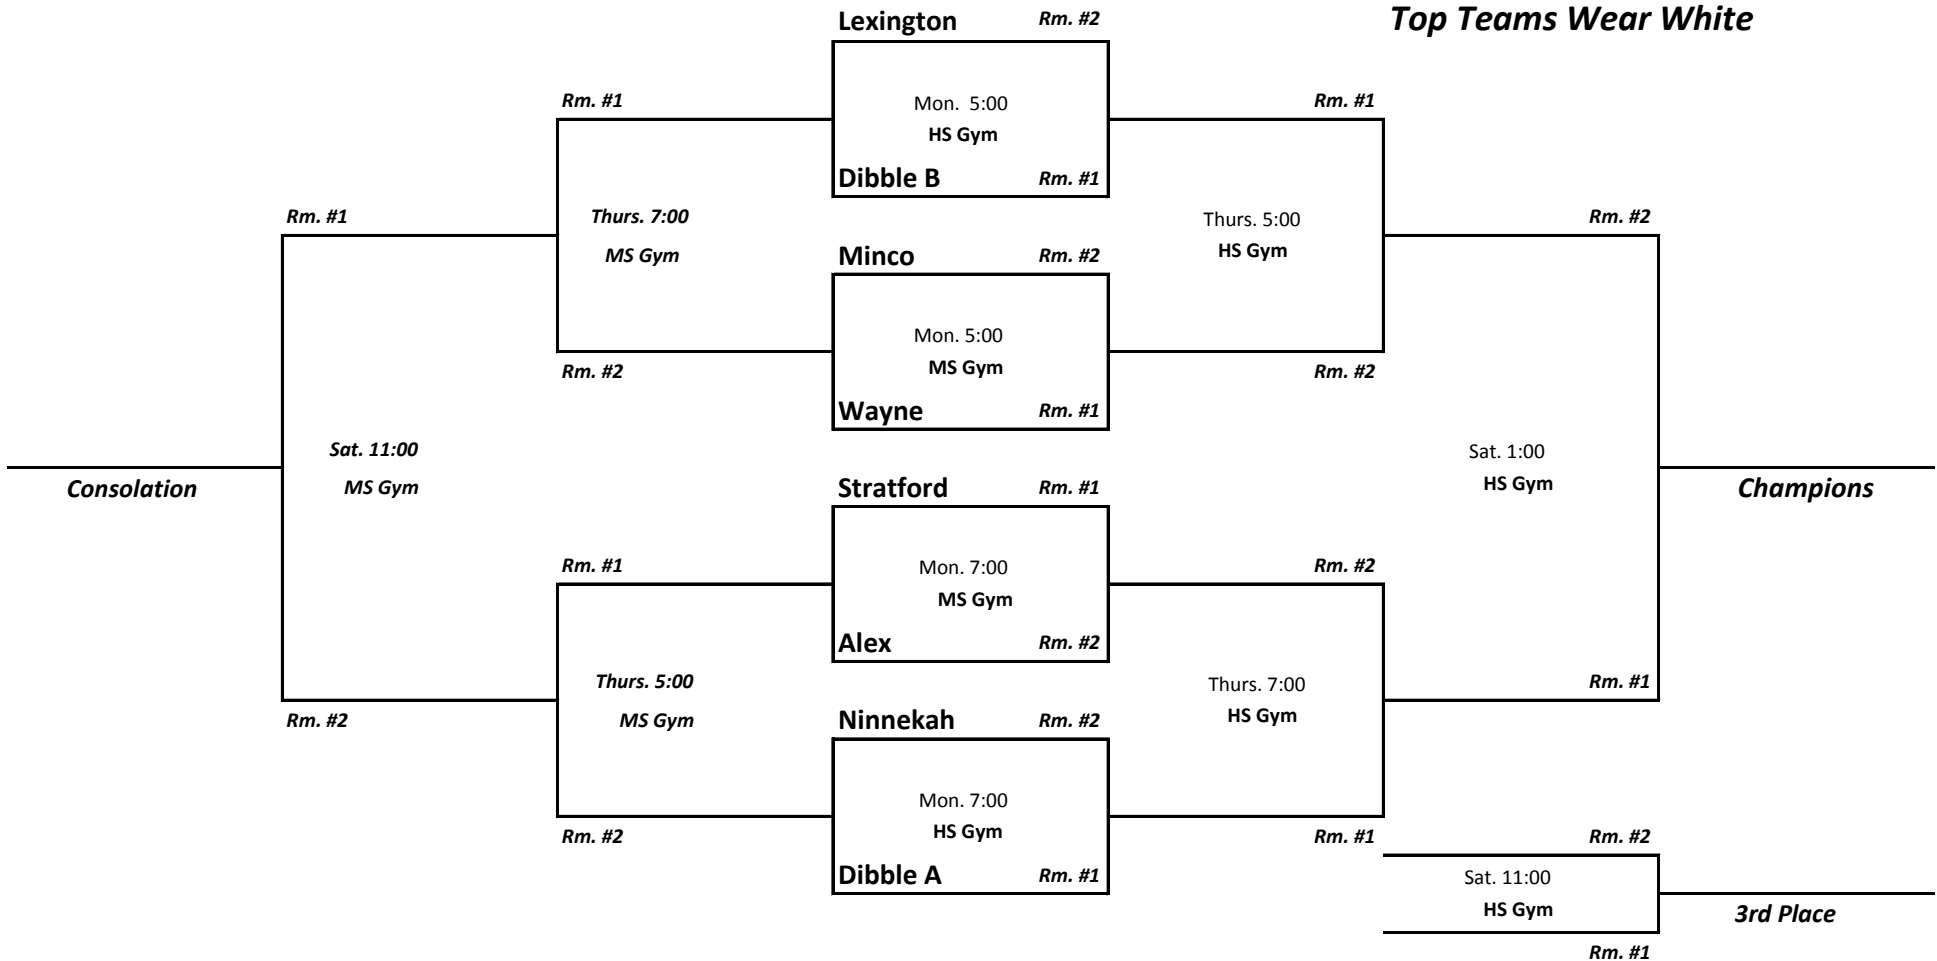 Lexington Rm. #2 Top Teams Wear White
Rm. #1 Mon. 5:00 Rm. #1
HS Gym
Dibble B Rm. #1
Rm. #1 Thurs. 7:00 Thurs. 5:00 Rm. #2
MS Gym Minco Rm. #2 HS Gym
Mon. 5:00
Rm. #2 MS Gym Rm. #2
Wayne Rm. #1
Sat. 11:00 Sat. 1:00
Consolation MS Gym Stratford Rm. #1 HS Gym Champions
Rm. #1 Mon. 7:00 Rm. #2
MS Gym
Alex Rm. #2
Thurs. 5:00 Thurs. 7:00 Rm. #1
Rm. #2 MS Gym Ninnekah Rm. #2 HS Gym
Mon. 7:00
Rm. #2 HS Gym Rm. #1 Rm. #2
Dibble A Rm. #1 Sat. 11:00
HS Gym 3rd Place
Rm. #1